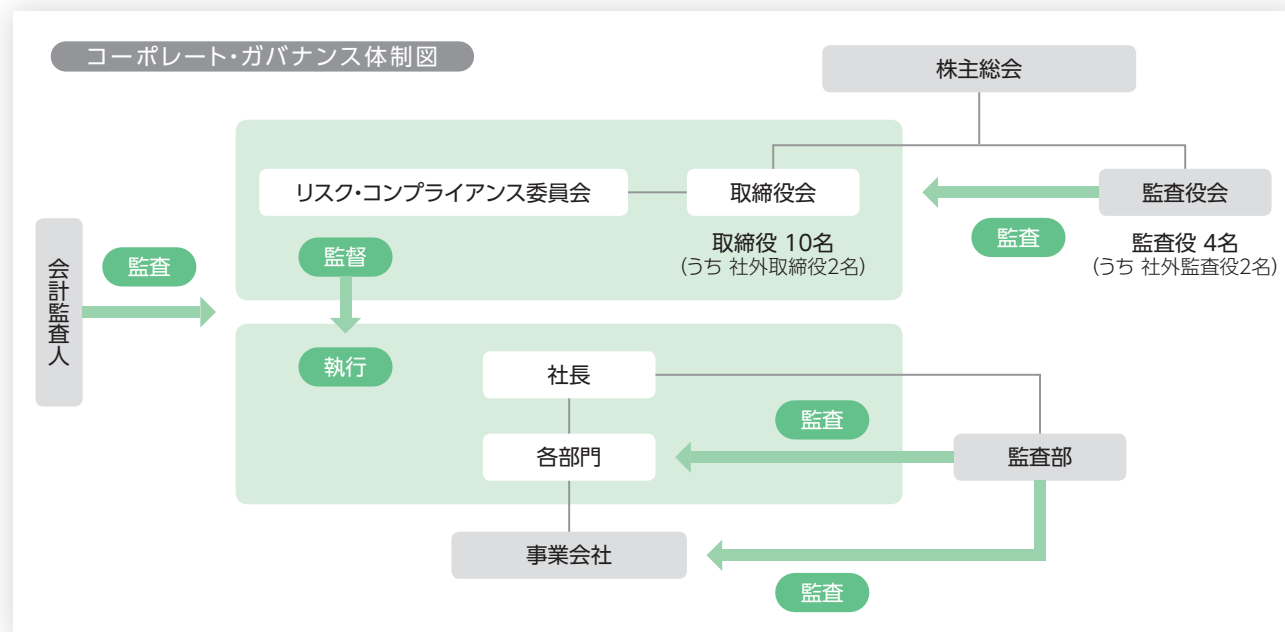 コーポレート・ガバナンス体制図
株主総会
リスク・コンプライアンス委員会
取締役会
監査役会
取締役 10名
(うち 社外取締役2名)
監査
監査役 4名
(うち 社外監査役2名)
会計監査人
監査
監督
執行
社長
監査
各部門
監査部
事業会社
監査